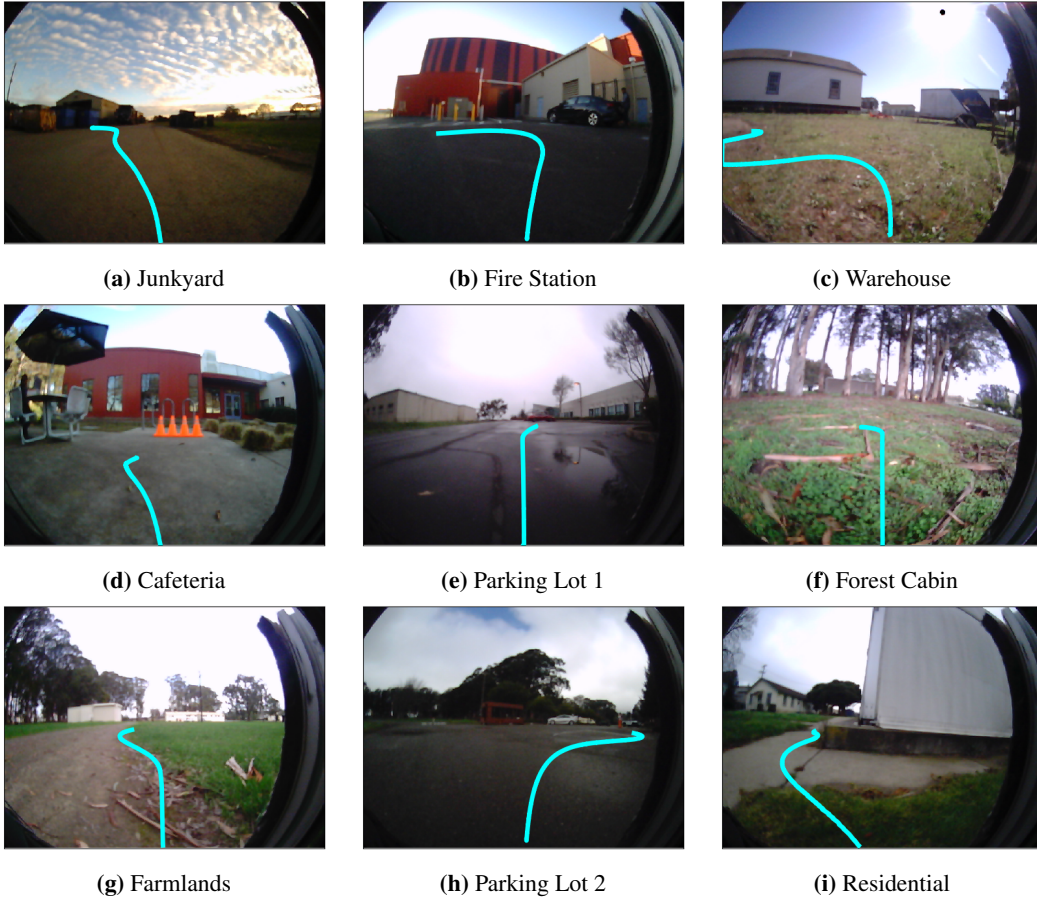 (a) Junkyard
(b) Fire Station
(c) Warehouse
(d) Cafeteria
(e) Parking Lot 1
(f) Forest Cabin
(g) Farmlands
(h) Parking Lot 2
(i) Residential